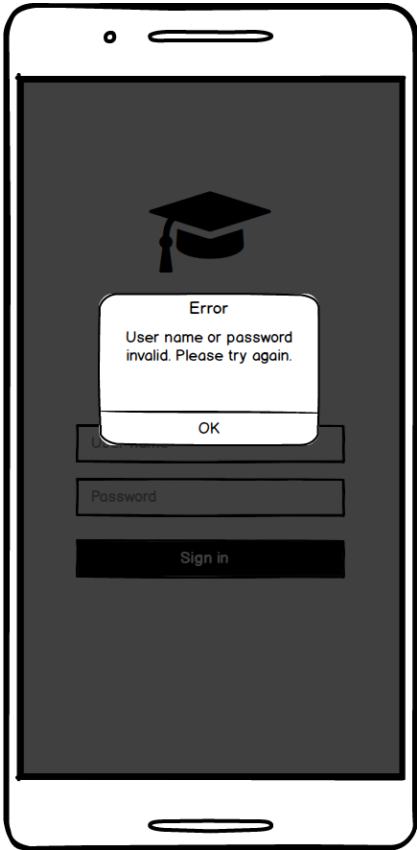 Error
User name or password
invalid. Please try again.
OK
Password
Sign in